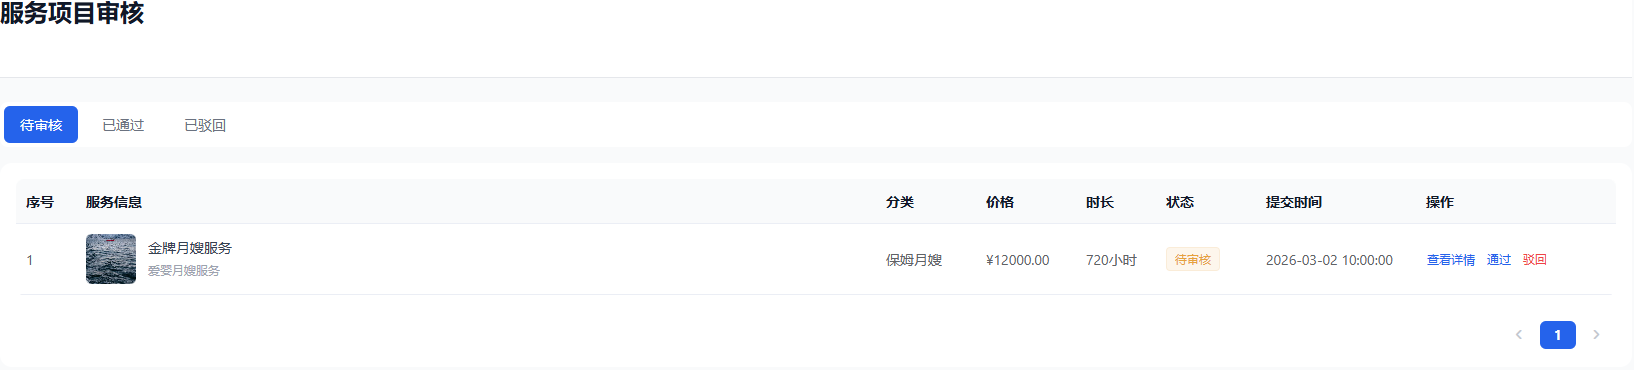 服务项目审核
待审核 已通过 已驳回
序号 服务信息 分类 价格 时长 状态 提交时间 操作
1 金牌月嫂服务 爱婴月嫂服务 保姆月嫂 ¥12000.00 720小时 待审核 2026-03-02 10:00:00 查看详情 通过 驳回
1